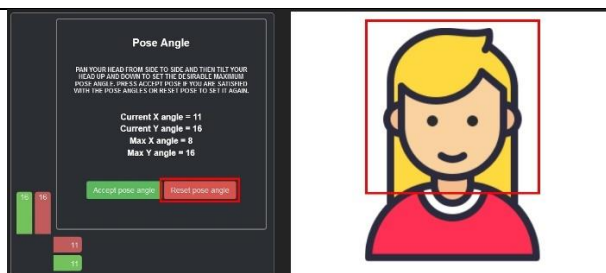 Pose Angle
PAN YOUR HEAD FROM SIDE TO SIDE AND THEN TILT YOUR
HEAD UP AND DOWN TO SET THE DESIRABLE MAXIMUM
POSE ANGLE. PRESS ACCEPT POSE IF YOU ARE SATISFIED
WITH THE POSE ANGLES OR RESET POSE TO SET IT AGAIN.
Current X angle = 11
Current Y angle = 16
Max X angle = 8
Max Y angle = 16
Accept pose angle Reset pose angle
16 16
11
11